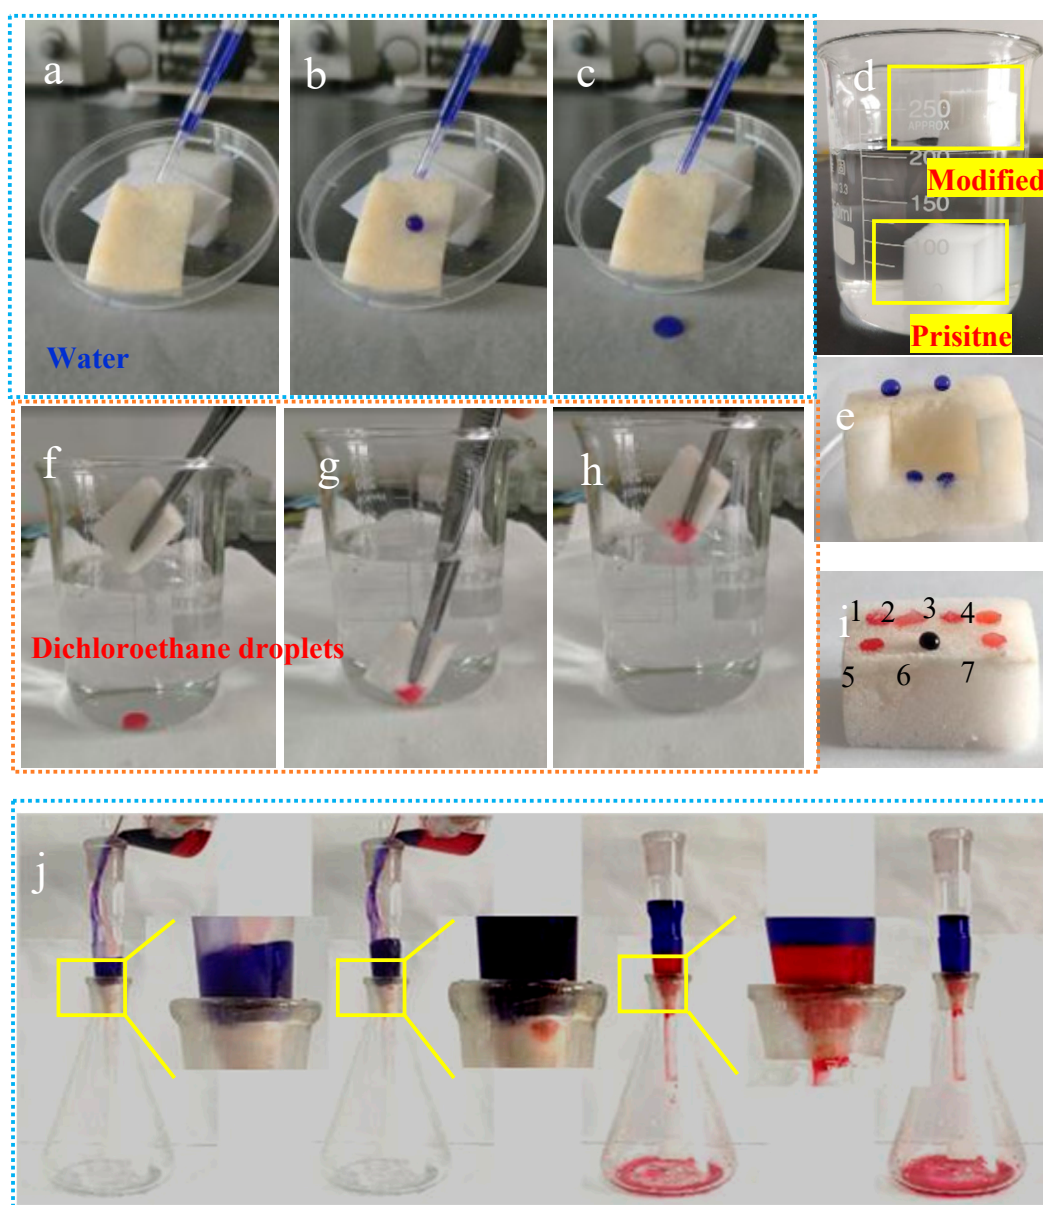 a
b
c
d
250
APPROX
200
Modified
150
100
Prisitne
Water
e
f
g
h
Dichloroethane droplets
i
1 2 3 4
5 6 7
j